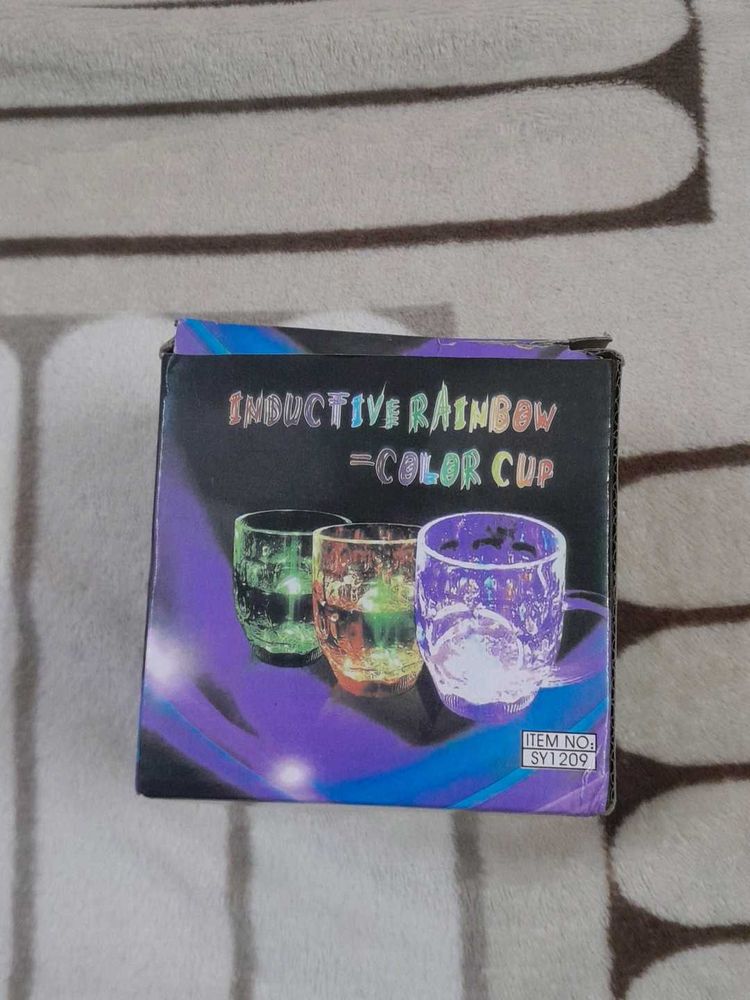 INDUCTIVE RAINBOW
COLOR CUP
ITEM NO:
SY1209